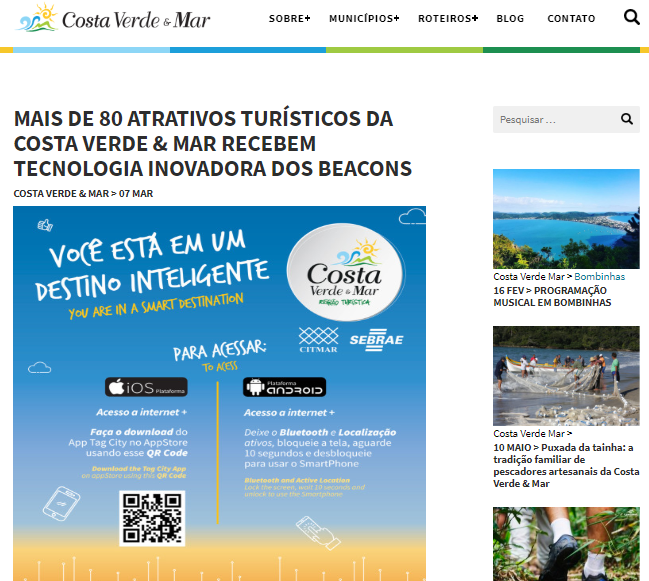 Costa Verde & Mar
SOBRE+ MUNICÍPIOS+ ROTEIROS+ BLOG CONTATO
MAIS DE 80 ATRATIVOS TURÍSTICOS DA
COSTA VERDE & MAR RECEBEM
TECNOLOGIA INOVADORA DOS BEACONS
COSTA VERDE & MAR > 07 MAR
VOCÊ ESTÁ EM UM
DESTINO INTELIGENTE
YOU ARE IN A SMART DESTINATION
Costa
Verde & Mar
REGIÃO TURÍSTICA
CITMAR
SEBRAE
PARA ACESSAR:
TO ACESS
iOS Plataforma
Acesso a internet +
Faça o download do
App Tag City no AppStore
usando esse QR Code
Download the Tag City App
an appStore using this QR Code
Plataforma
ANDROID
Acesso a internet +
Deixe o Bluetooth e Localização
ativos, bloqueie a tela, aguarde
10 segundos e desbloqueie
para usar o SmartPhone
Bluetooth and Active Location
Lock the screen, wait 10 seconds and
unlock to use the Smartphone
Pesquisar ...
Costa Verde Mar > Bombinhas
16 FEV > PROGRAMAÇÃO
MUSICAL EM BOMBINHAS
Costa Verde Mar >
10 MAIO > Puxada da tainha: a
tradição familiar de
pescadores artesanais da Costa
Verde & Mar